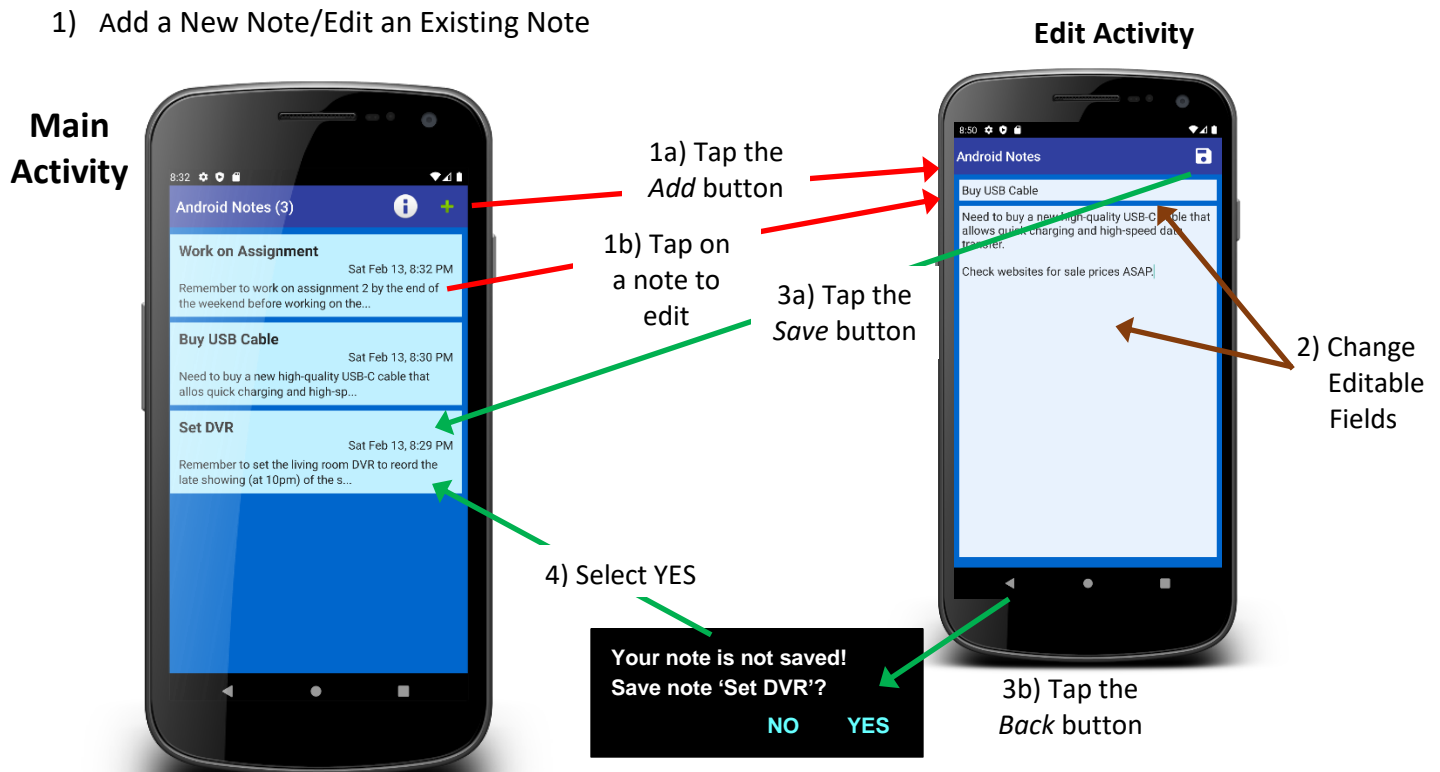 1) Add a New Note/Edit an Existing Note
Edit Activity
Main
Activity
8:32
Android Notes (3)
Work on Assignment
Sat Feb 13, 8:32 PM
Remember to work on assignment 2 by the end of
the weekend before working on the...
Buy USB Cable
Sat Feb 13, 8:30 PM
Need to buy a new high-quality USB-C cable that
allos quick charging and high-sp...
Set DVR
Sat Feb 13, 8:29 PM
Remember to set the living room DVR to reord the
late showing (at 10pm) of the s...
1a) Tap the
Add button
1b) Tap on
a note to
edit
3a) Tap the
Save button
8:50
Android Notes
Buy USB Cable
Need to buy a new high-quality USB-C cable that
allows quick charging and high-speed data
transfer.
Check websites for sale prices ASAP.
2) Change
Editable
Fields
4) Select YES
Your note is not saved!
Save note ‘Set DVR’?
NO YES
3b) Tap the
Back button